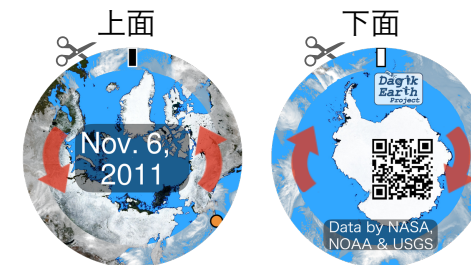 上面
下面
Nov. 6,
2011
Dagik
Earth
Project
Data by NASA,
NOAA & USGS